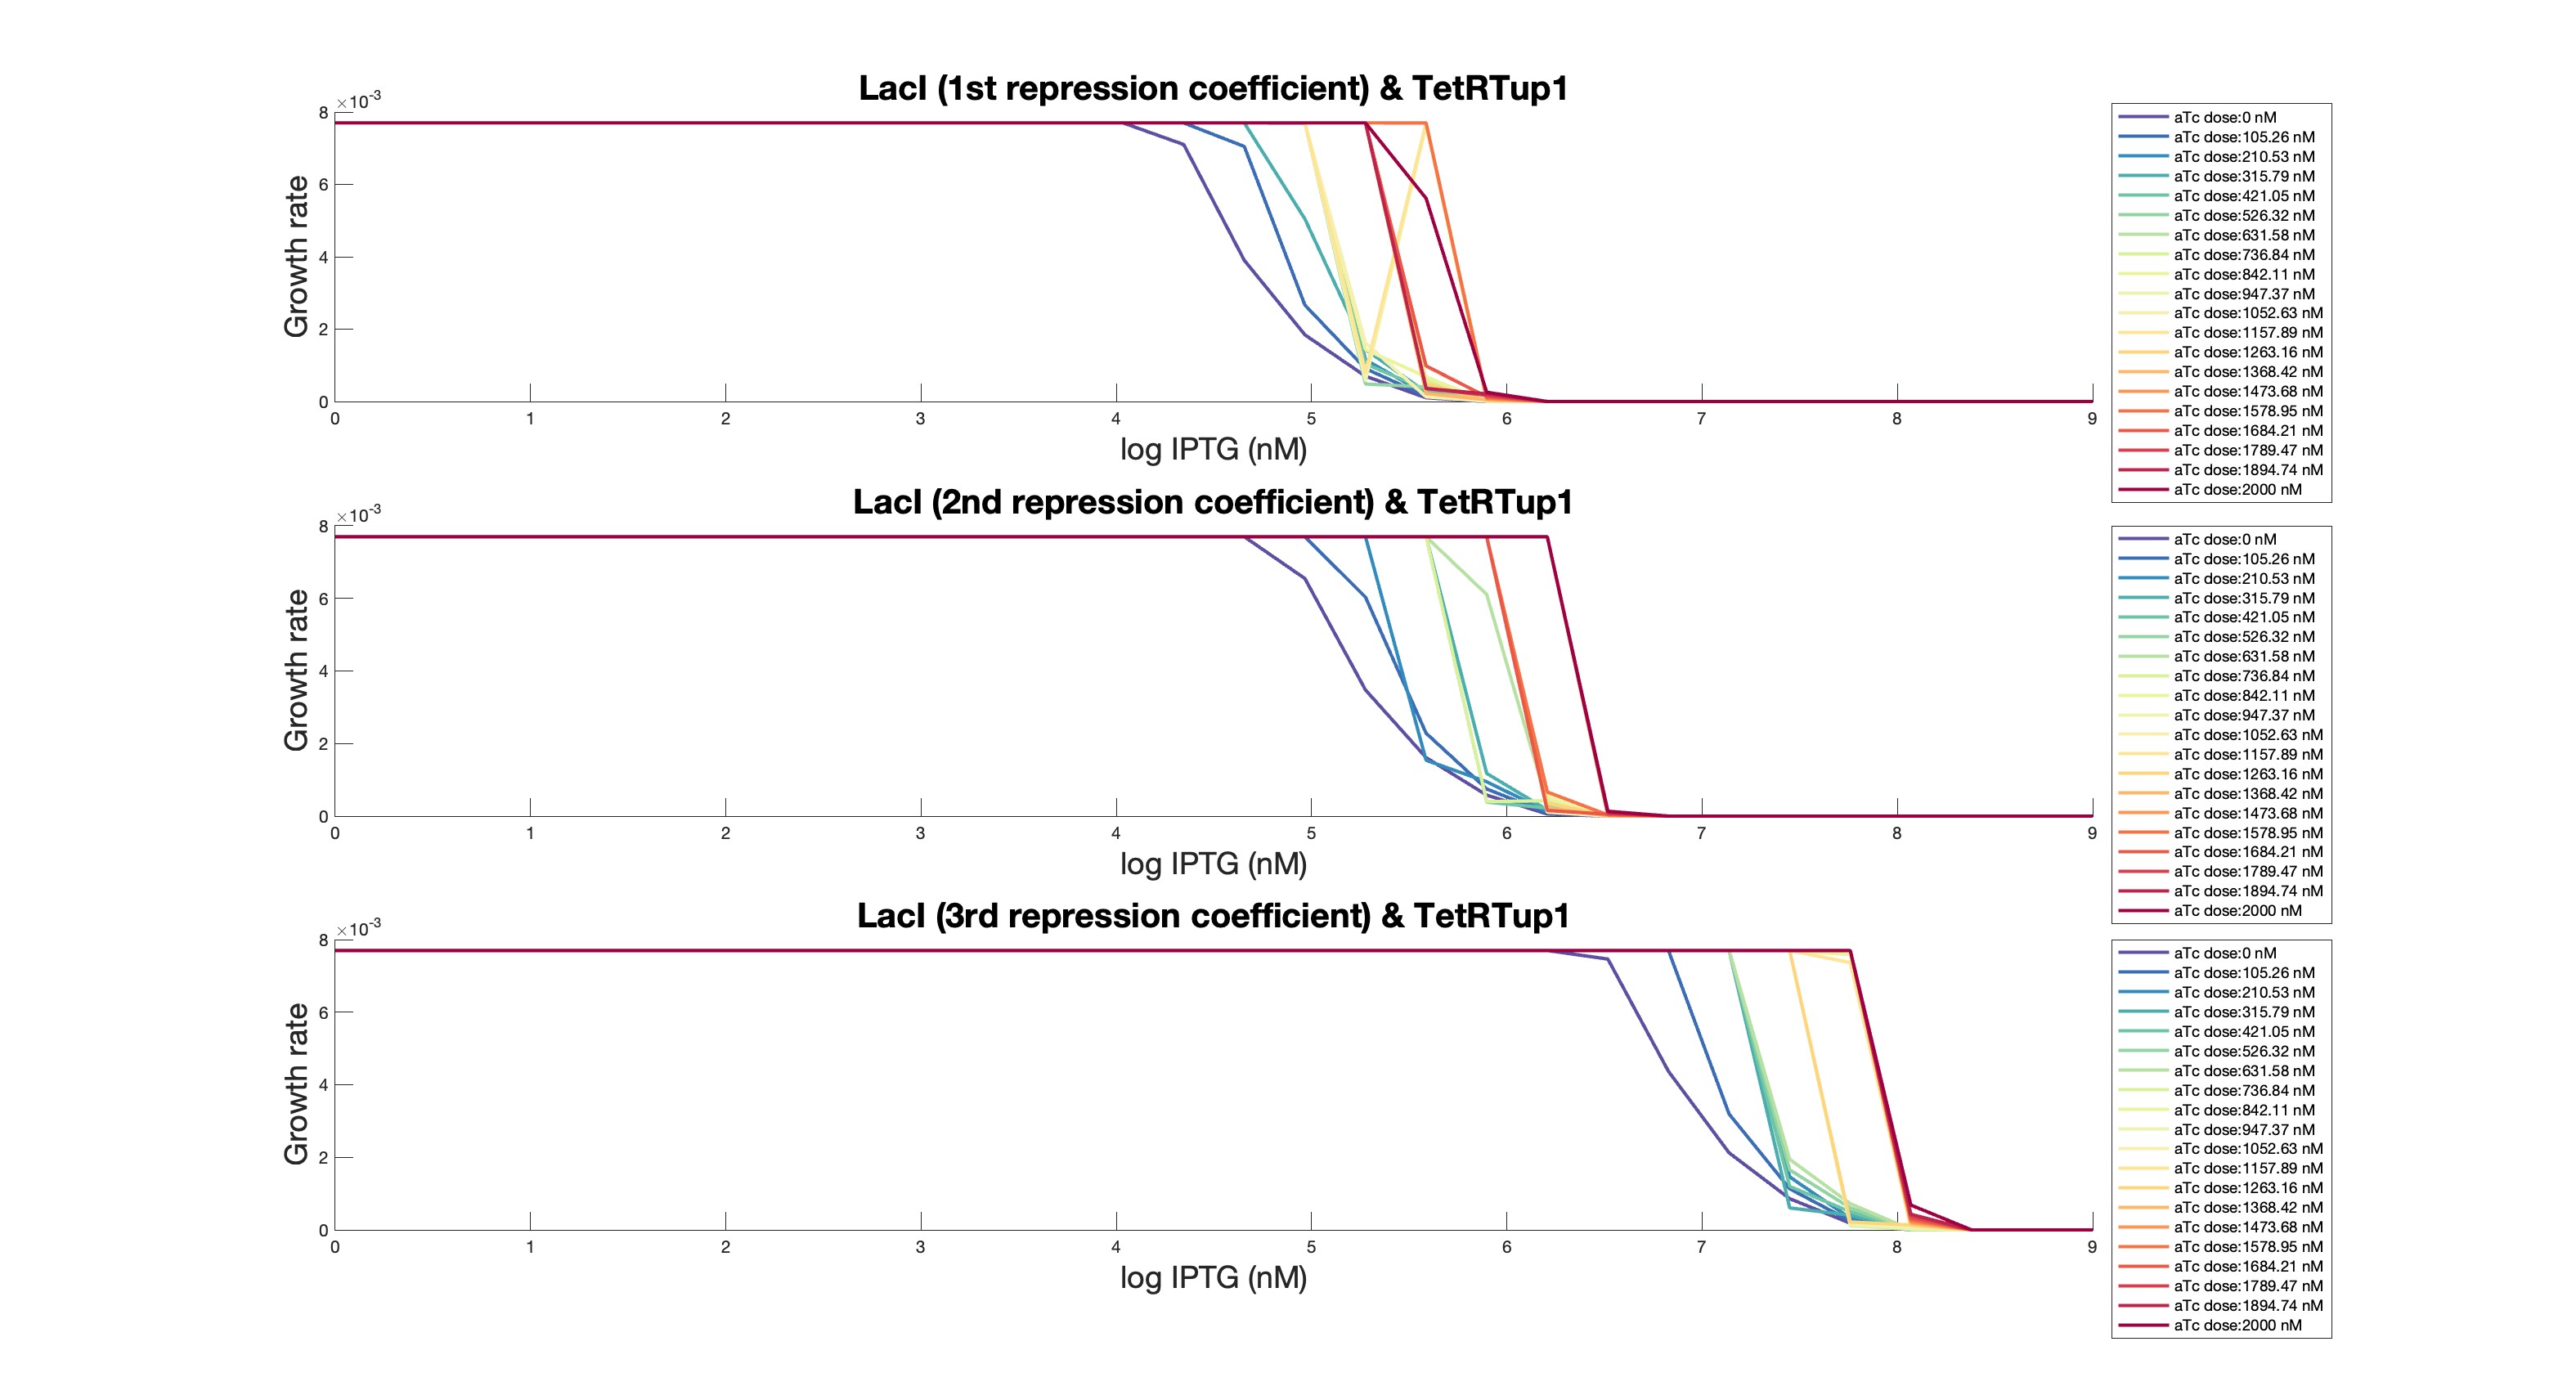 LacI (1st repression coefficient) & TetRTup1
×10-3
8
6
4
2
0
Growth rate
0 1 2 3 4 5 6 7 8 9
log IPTG (nM)
aTc dose:0 nM
aTc dose:105.26 nM
aTc dose:210.53 nM
aTc dose:315.79 nM
aTc dose:421.05 nM
aTc dose:526.32 nM
aTc dose:631.58 nM
aTc dose:736.84 nM
aTc dose:842.11 nM
aTc dose:947.37 nM
aTc dose:1052.63 nM
aTc dose:1157.89 nM
aTc dose:1263.16 nM
aTc dose:1368.42 nM
aTc dose:1473.68 nM
aTc dose:1578.95 nM
aTc dose:1684.21 nM
aTc dose:1789.47 nM
aTc dose:1894.74 nM
aTc dose:2000 nM
LacI (2nd repression coefficient) & TetRTup1
×10-3
8
6
4
2
0
Growth rate
0 1 2 3 4 5 6 7 8 9
log IPTG (nM)
aTc dose:0 nM
aTc dose:105.26 nM
aTc dose:210.53 nM
aTc dose:315.79 nM
aTc dose:421.05 nM
aTc dose:526.32 nM
aTc dose:631.58 nM
aTc dose:736.84 nM
aTc dose:842.11 nM
aTc dose:947.37 nM
aTc dose:1052.63 nM
aTc dose:1157.89 nM
aTc dose:1263.16 nM
aTc dose:1368.42 nM
aTc dose:1473.68 nM
aTc dose:1578.95 nM
aTc dose:1684.21 nM
aTc dose:1789.47 nM
aTc dose:1894.74 nM
aTc dose:2000 nM
LacI (3rd repression coefficient) & TetRTup1
×10-3
8
6
4
2
0
Growth rate
0 1 2 3 4 5 6 7 8 9
log IPTG (nM)
aTc dose:0 nM
aTc dose:105.26 nM
aTc dose:210.53 nM
aTc dose:315.79 nM
aTc dose:421.05 nM
aTc dose:526.32 nM
aTc dose:631.58 nM
aTc dose:736.84 nM
aTc dose:842.11 nM
aTc dose:947.37 nM
aTc dose:1052.63 nM
aTc dose:1157.89 nM
aTc dose:1263.16 nM
aTc dose:1368.42 nM
aTc dose:1473.68 nM
aTc dose:1578.95 nM
aTc dose:1684.21 nM
aTc dose:1789.47 nM
aTc dose:1894.74 nM
aTc dose:2000 nM